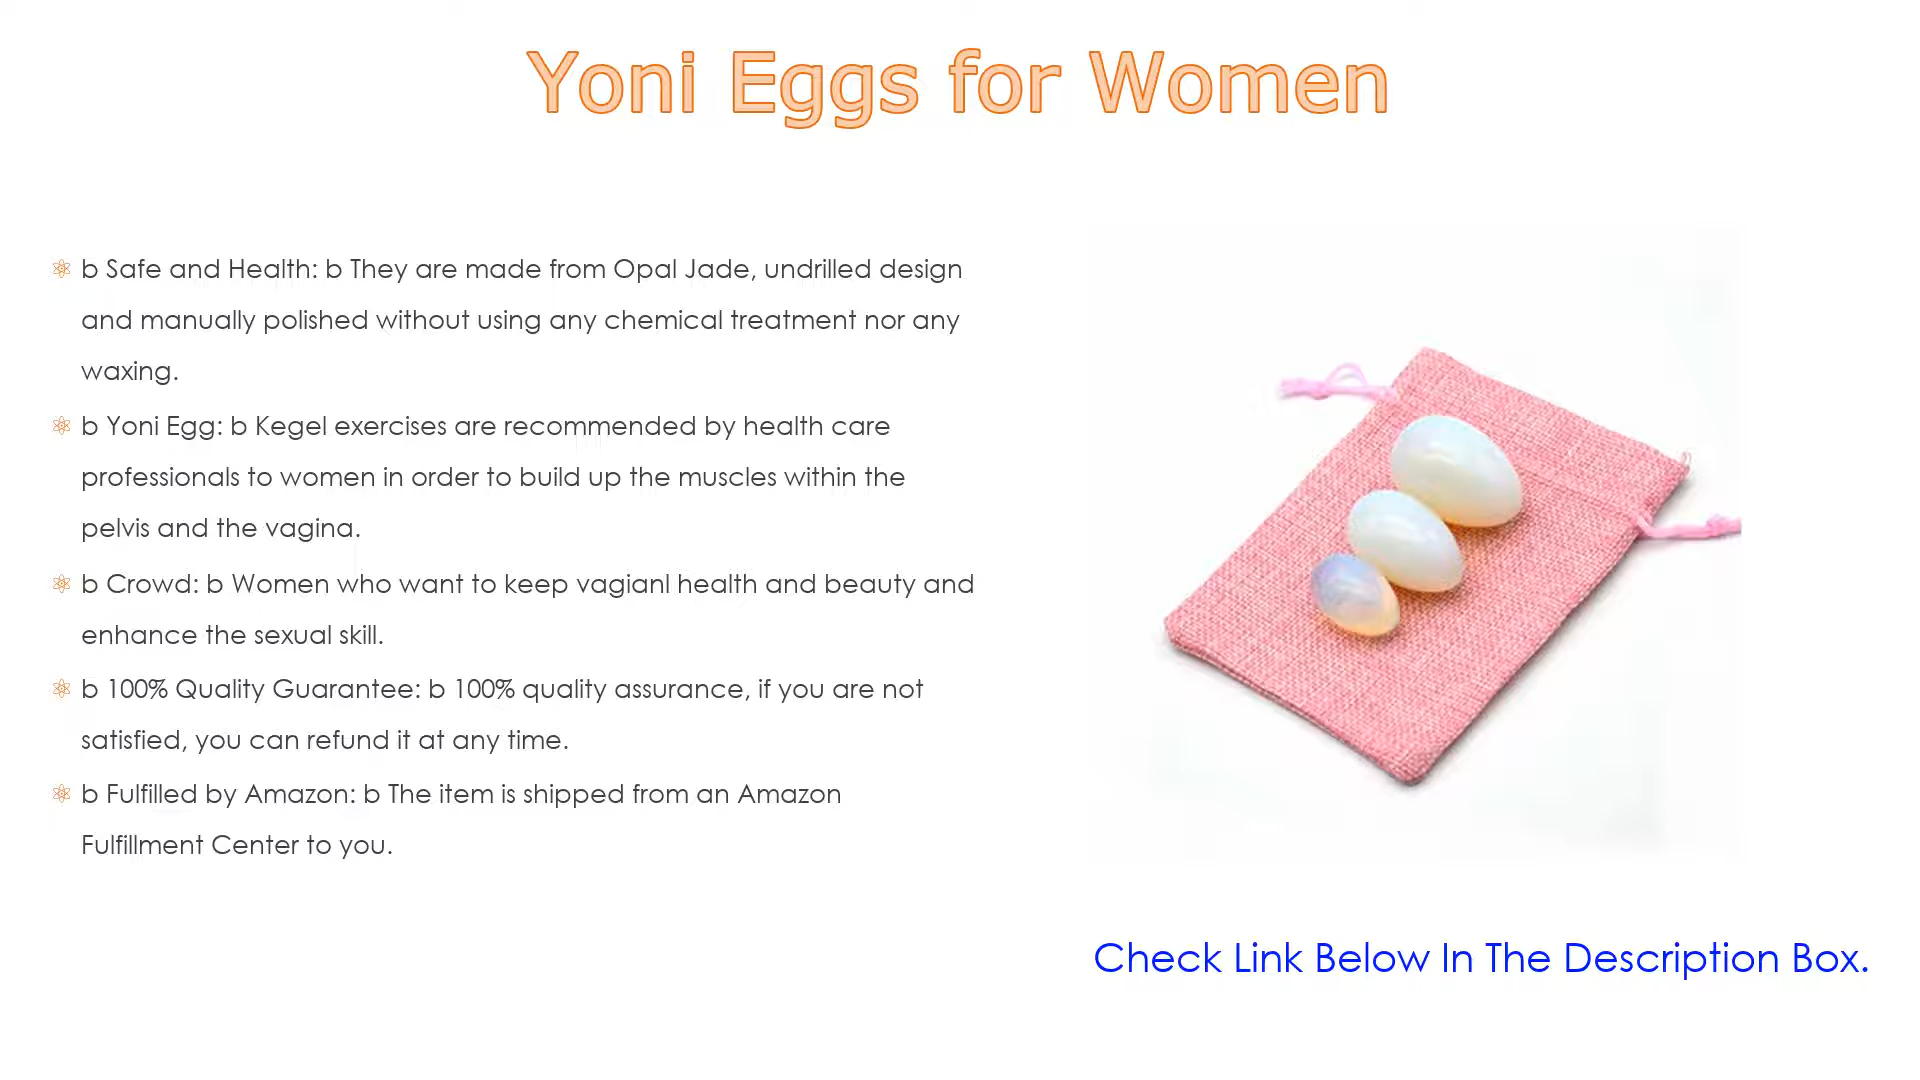 Yoni Eggs for Women
b Safe and Health: b They are made from Opal Jade, undrilled design
and manually polished without using any chemical treatment nor any
waxing.
b Yoni Egg: b Kegel exercises are recommended by health care
professionals to women in order to build up the muscles within the
pelvis and the vagina.
b Crowd: b Women who want to keep vagianl health and beauty and
enhance the sexual skill.
b 100% Quality Guarantee: b 100% quality assurance, if you are not
satisfied, you can refund it at any time.
b Fulfilled by Amazon: b The item is shipped from an Amazon
Fulfillment Center to you.
Check Link Below In The Description Box.